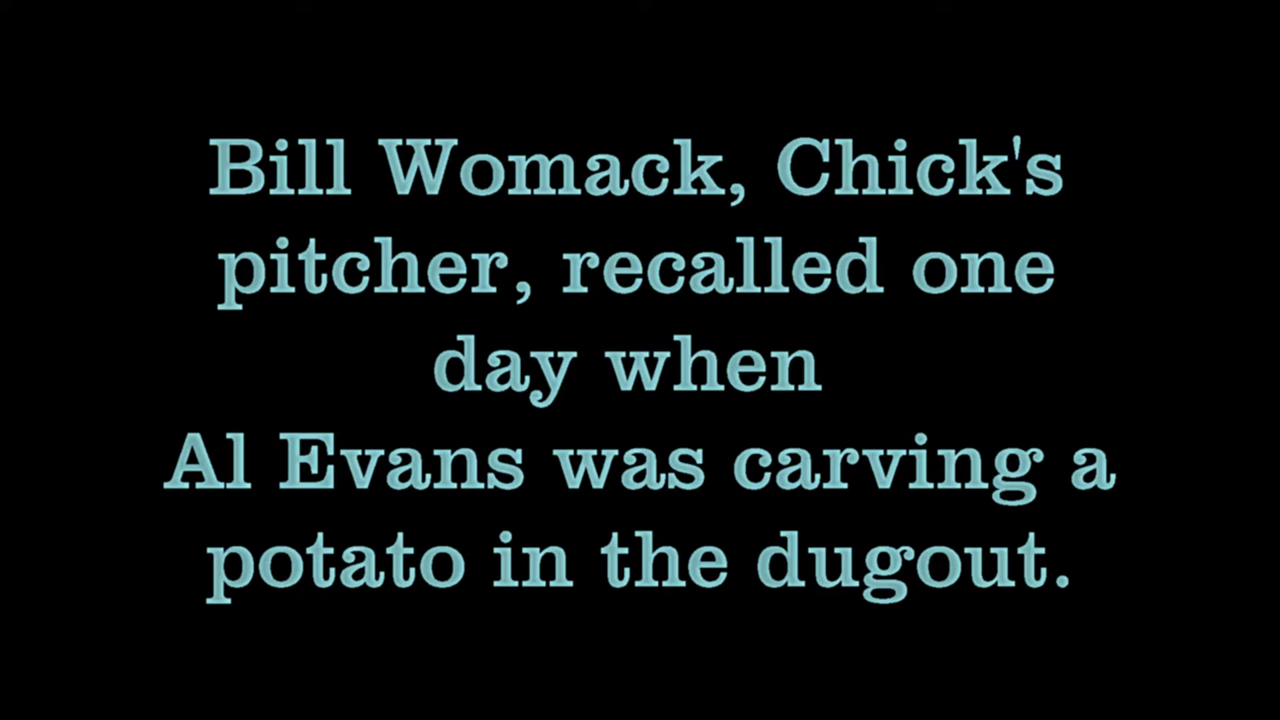 Bill Womack, Chick's
pitcher, recalled one
day when
Al Evans was carving a
potato in the dugout.